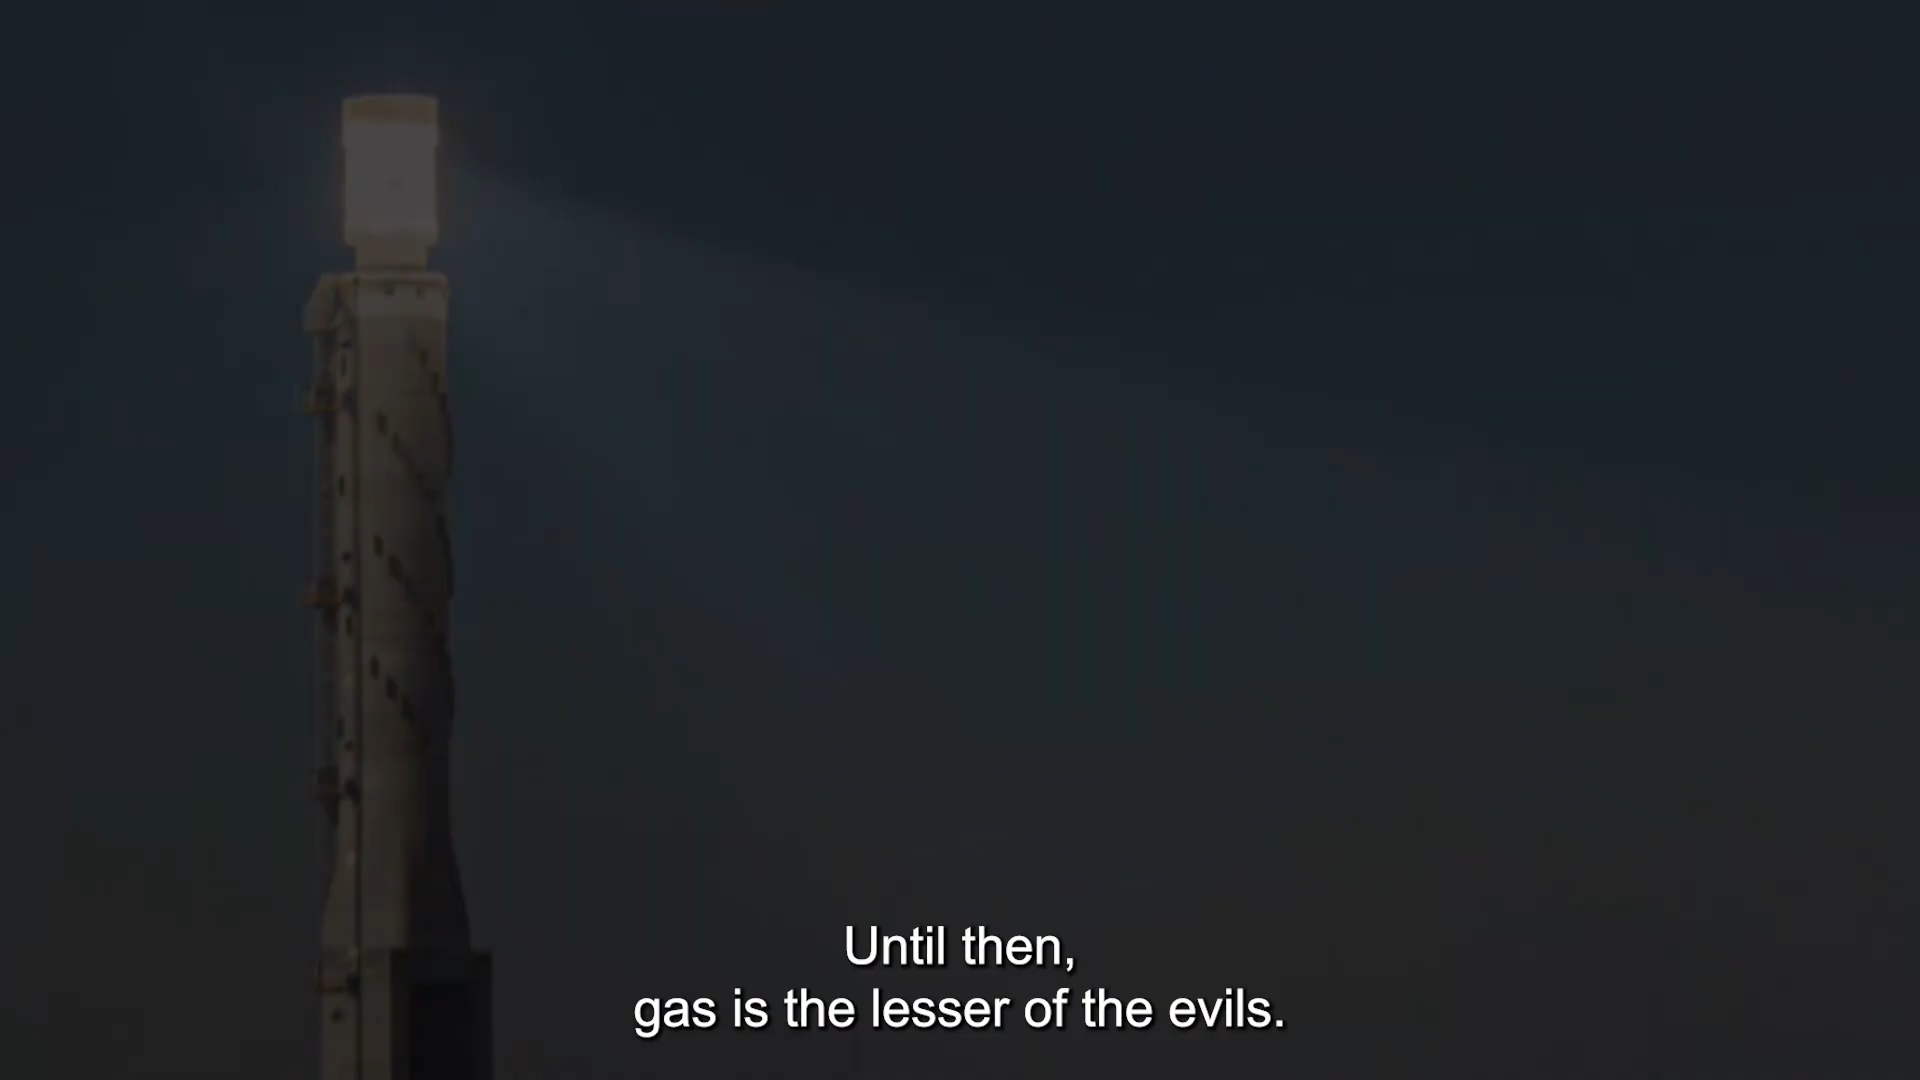 Until then,
gas is the lesser of the evils.